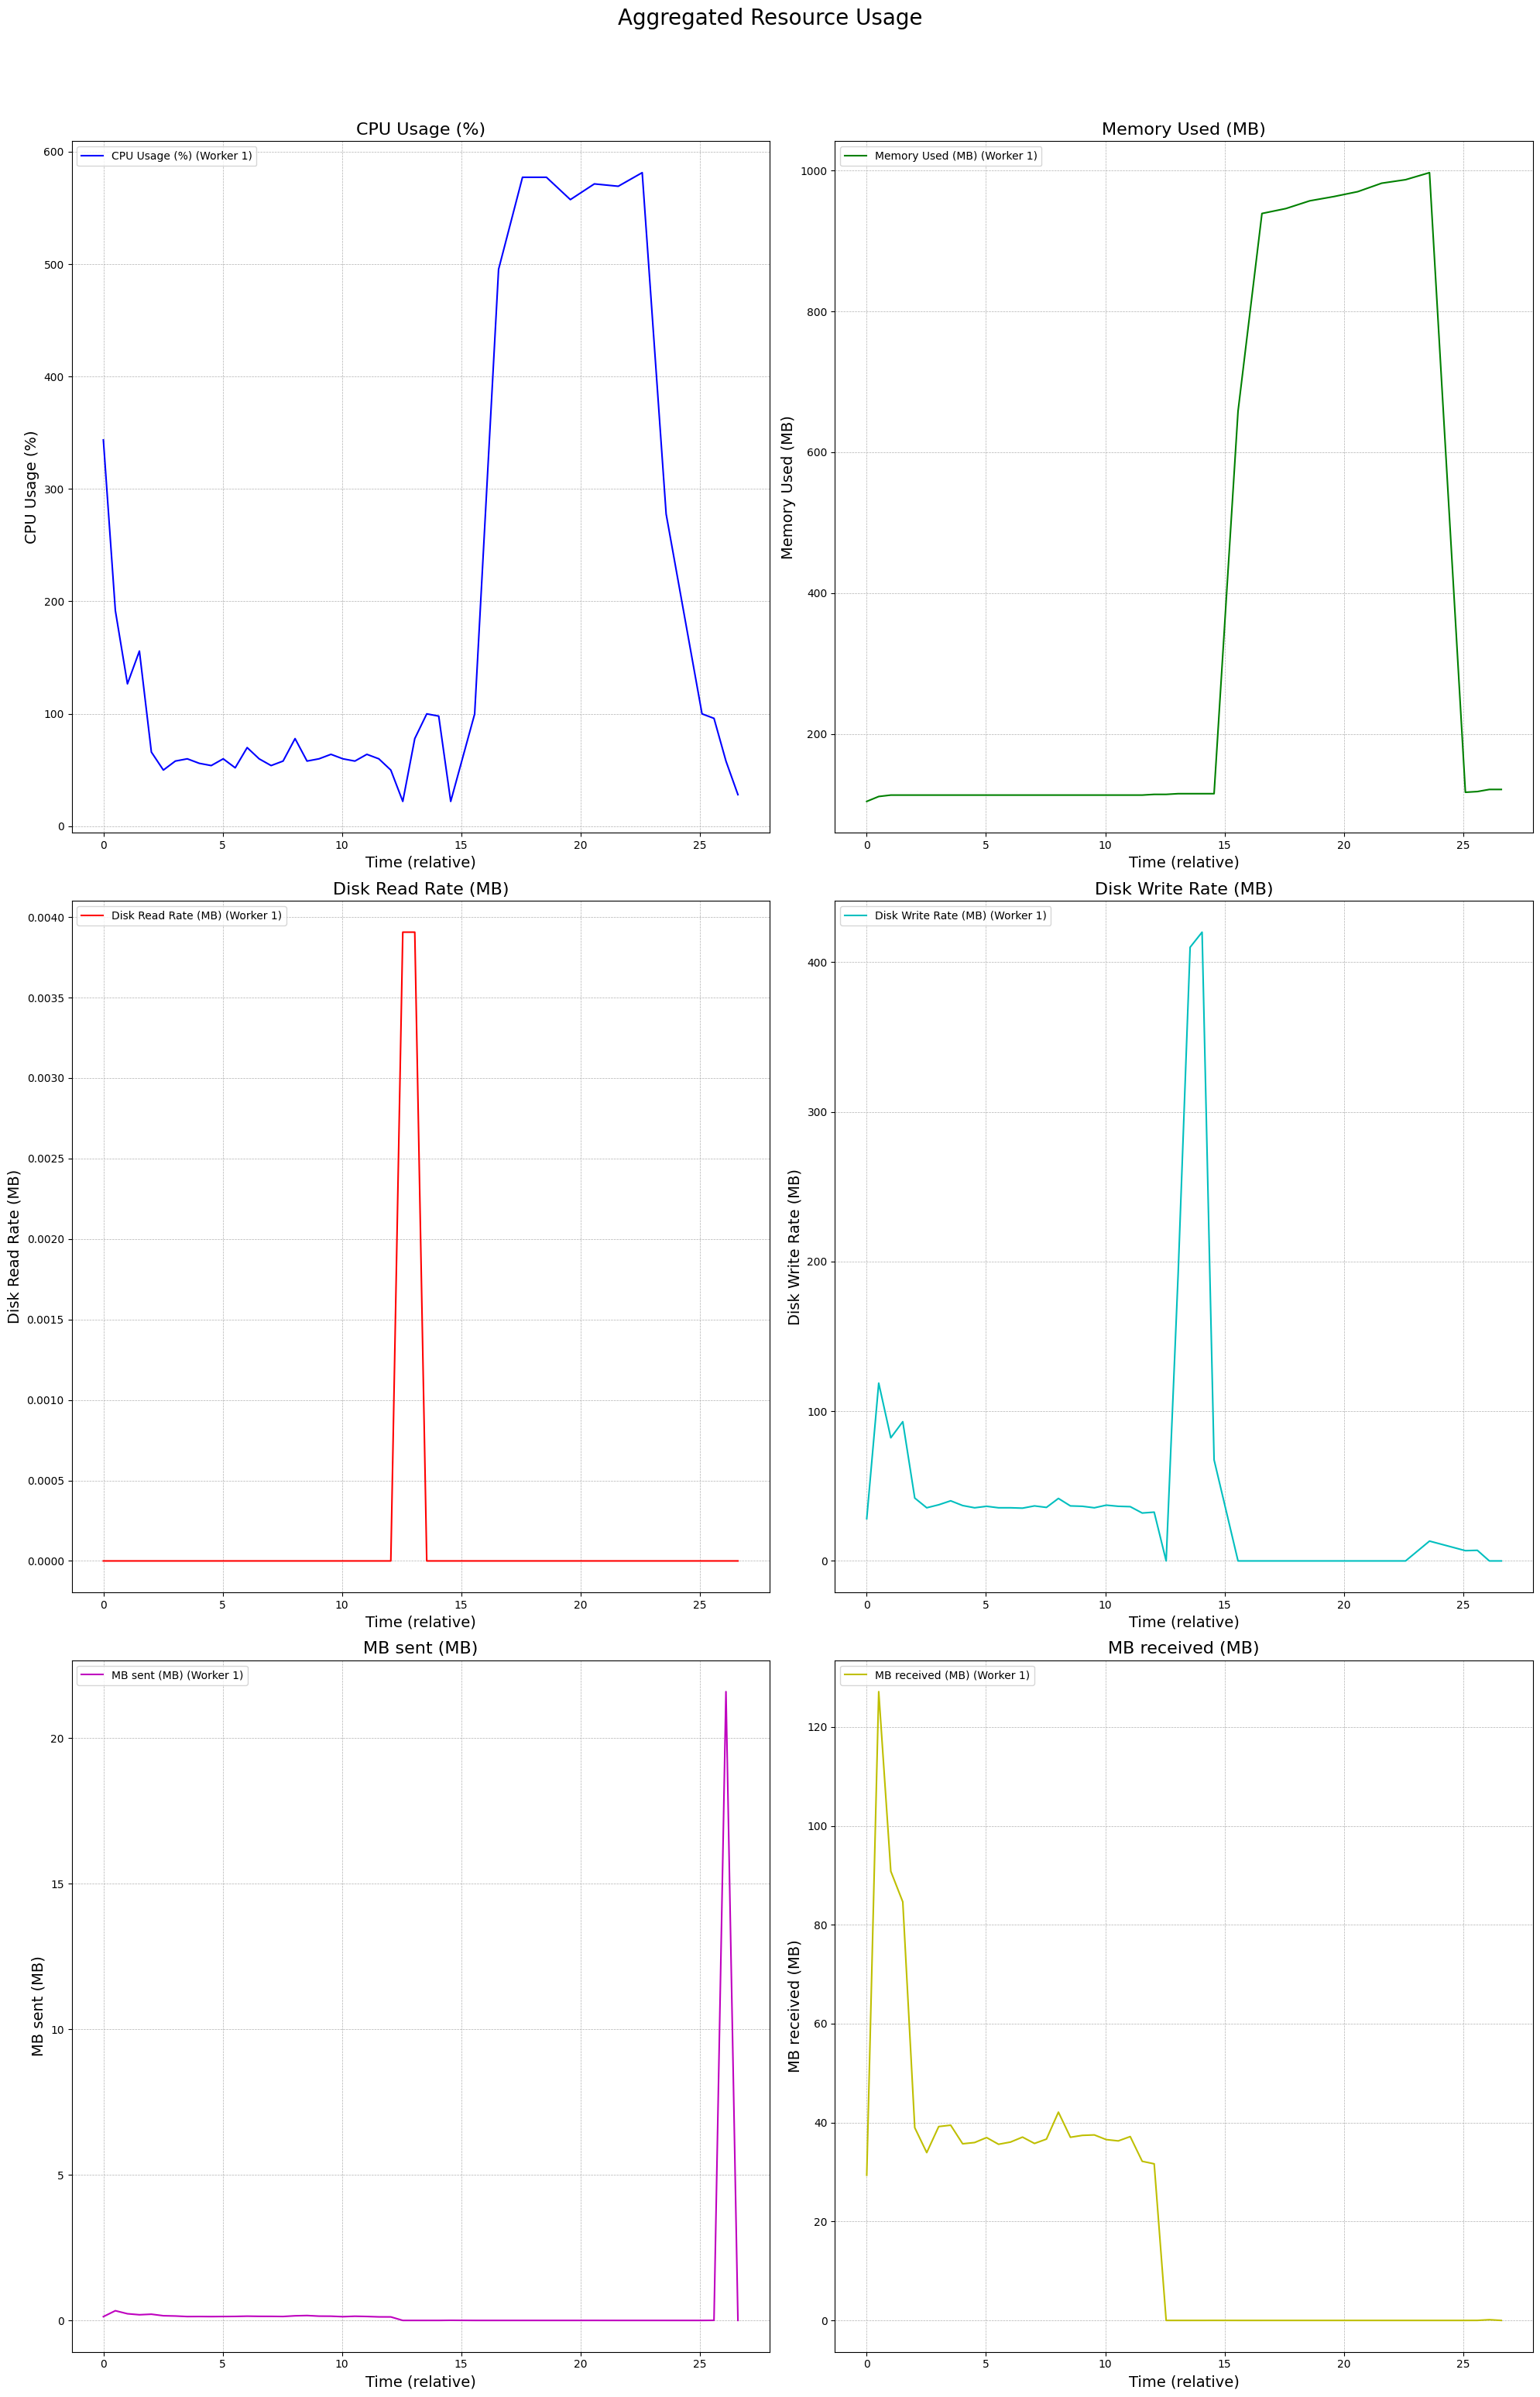 Aggregated Resource Usage
CPU Usage (%)
CPU Usage (%) (Worker 1)
CPU Usage (%)
600
500
400
300
200
100
0
0 5 10 15 20 25
Time (relative)
Memory Used (MB)
Memory Used (MB) (Worker 1)
Memory Used (MB)
1000
800
600
400
200
0 5 10 15 20 25
Time (relative)
Disk Read Rate (MB)
Disk Read Rate (MB) (Worker 1)
Disk Read Rate (MB)
0.0040
0.0035
0.0030
0.0025
0.0020
0.0015
0.0010
0.0005
0.0000
0 5 10 15 20 25
Time (relative)
Disk Write Rate (MB)
Disk Write Rate (MB) (Worker 1)
Disk Write Rate (MB)
400
300
200
100
0
0 5 10 15 20 25
Time (relative)
MB sent (MB)
MB sent (MB) (Worker 1)
MB sent (MB)
20
15
10
5
0
0 5 10 15 20 25
Time (relative)
MB received (MB)
MB received (MB) (Worker 1)
MB received (MB)
120
100
80
60
40
20
0
0 5 10 15 20 25
Time (relative)